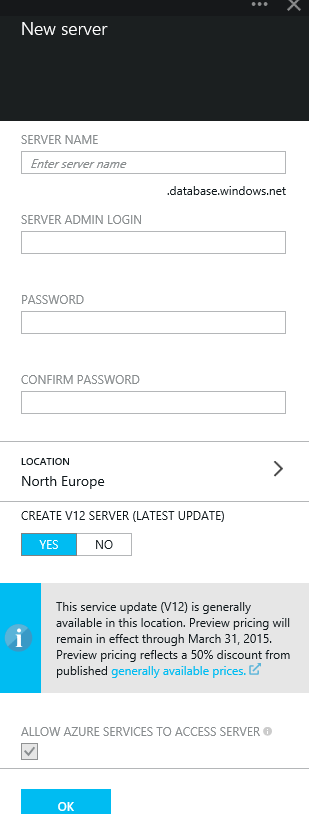 New server
SERVER NAME
Enter server name
.database.windows.net
SERVER ADMIN LOGIN
PASSWORD
CONFIRM PASSWORD
LOCATION
North Europe
CREATE V12 SERVER (LATEST UPDATE)
YES NO
This service update (V12) is generally
available in this location. Preview pricing will
remain in effect through March 31, 2015.
Preview pricing reflects a 50% discount from
published generally available prices.
ALLOW AZURE SERVICES TO ACCESS SERVER
OK